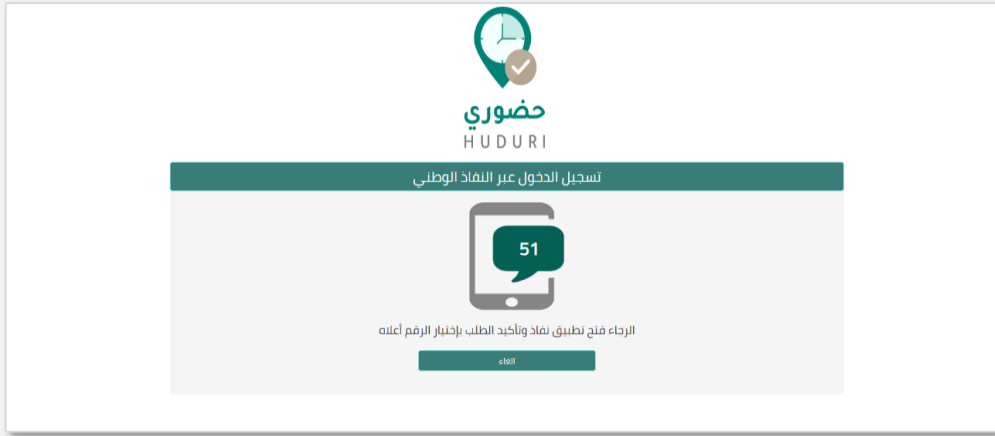 حضوري
HUDURI
تسجيل الدخول عبر النفاذ الوطني
51
الرجاء فتح تطبيق نفاذ وتأكيد الطلب بإختيار الرقم أعلاه
الغاء